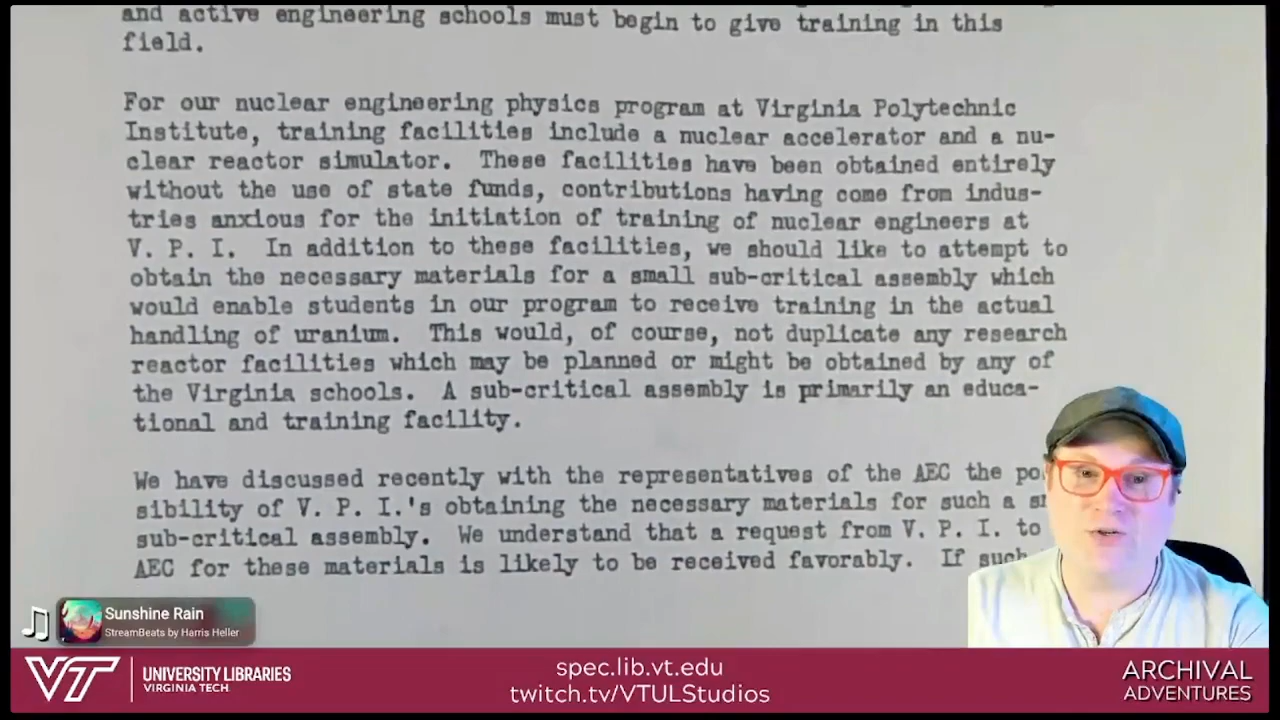 and active engineering schools must begin to give training in this
field.
For our nuclear engineering physics program at Virginia Polytechnic
Institute, training facilities include a nuclear accelerator and a nu-
clear reactor simulator. These facilities have been obtained entirely
without the use of state funds, contributions having come from indus-
tries anxious for the initiation of training of nuclear engineers at
V. P. I. In addition to these facilities, we should like to attempt to
obtain the necessary materials for a small sub-critical assembly which
would enable students in our program to receive training in the actual
handling of uranium. This would, of course, not duplicate any research
reactor facilities which may be planned or might be obtained by any of
the Virginia schools. A sub-critical assembly is primarily an educa-
tional and training facility.
We have discussed recently with the representatives of the AEC the
sibility of V. P. I.'s obtaining the necessary materials for such a
sub-critical assembly. We understand that a request from V. P. I. to
AEC for these materials is likely to be received favorably. If
Sunshine Rain
StreamBeats by Harris Heller
VT UNIVERSITY LIBRARIES
VIRGINIA TECH.
spec.lib.vt.edu
twitch.tv/VTULStudios
ARCHIVAL
ADVENTURES